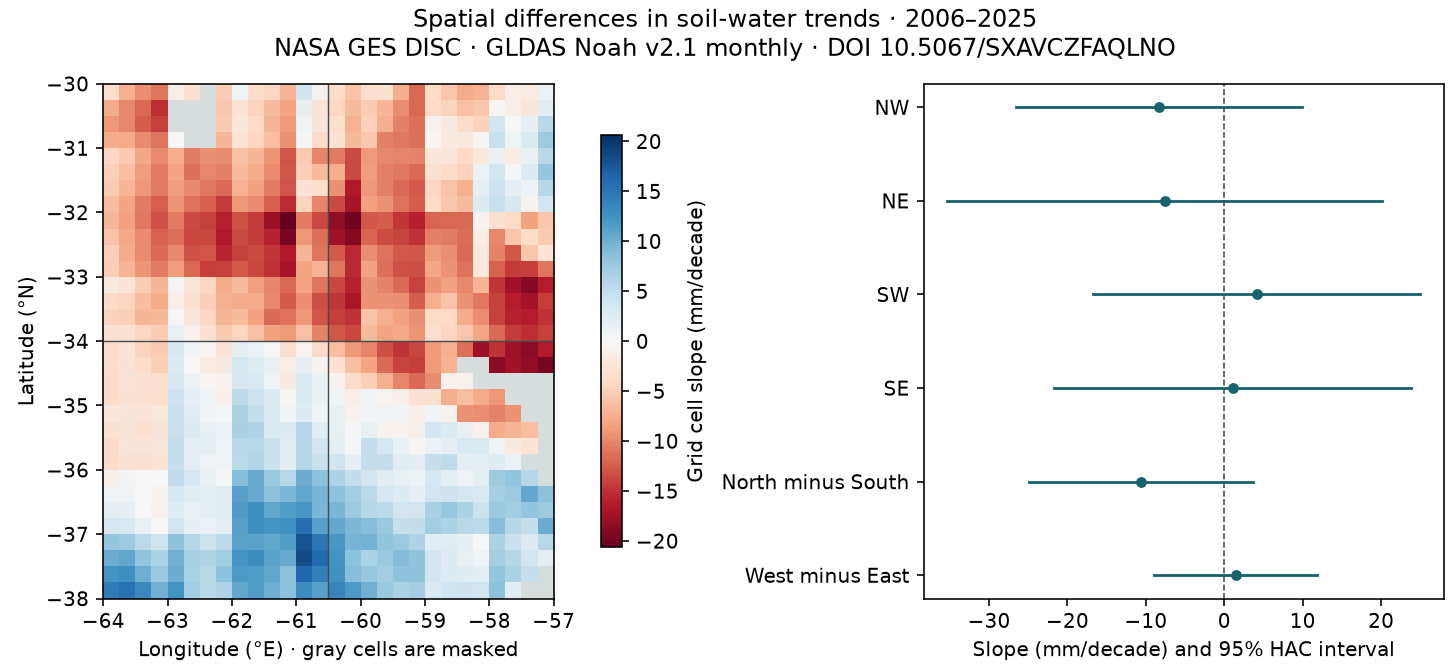 Spatial differences in soil-water trends · 2006–2025
NASA GES DISC · GLDAS Noah v2.1 monthly · DOI 10.5067/SXAVCZFAQLNO
−30
−31
−32
−33
−34
−35
−36
−37
−38
Latitude (°N)
−64
−63
−62
−61
−60
−59
−58
−57
Longitude (°E) · gray cells are masked
20
15
10
5
0
−5
−10
−15
−20
Grid cell slope (mm/decade)
NW
NE
SW
SE
North minus South
West minus East
−30
−20
−10
0
10
20
Slope (mm/decade) and 95% HAC interval